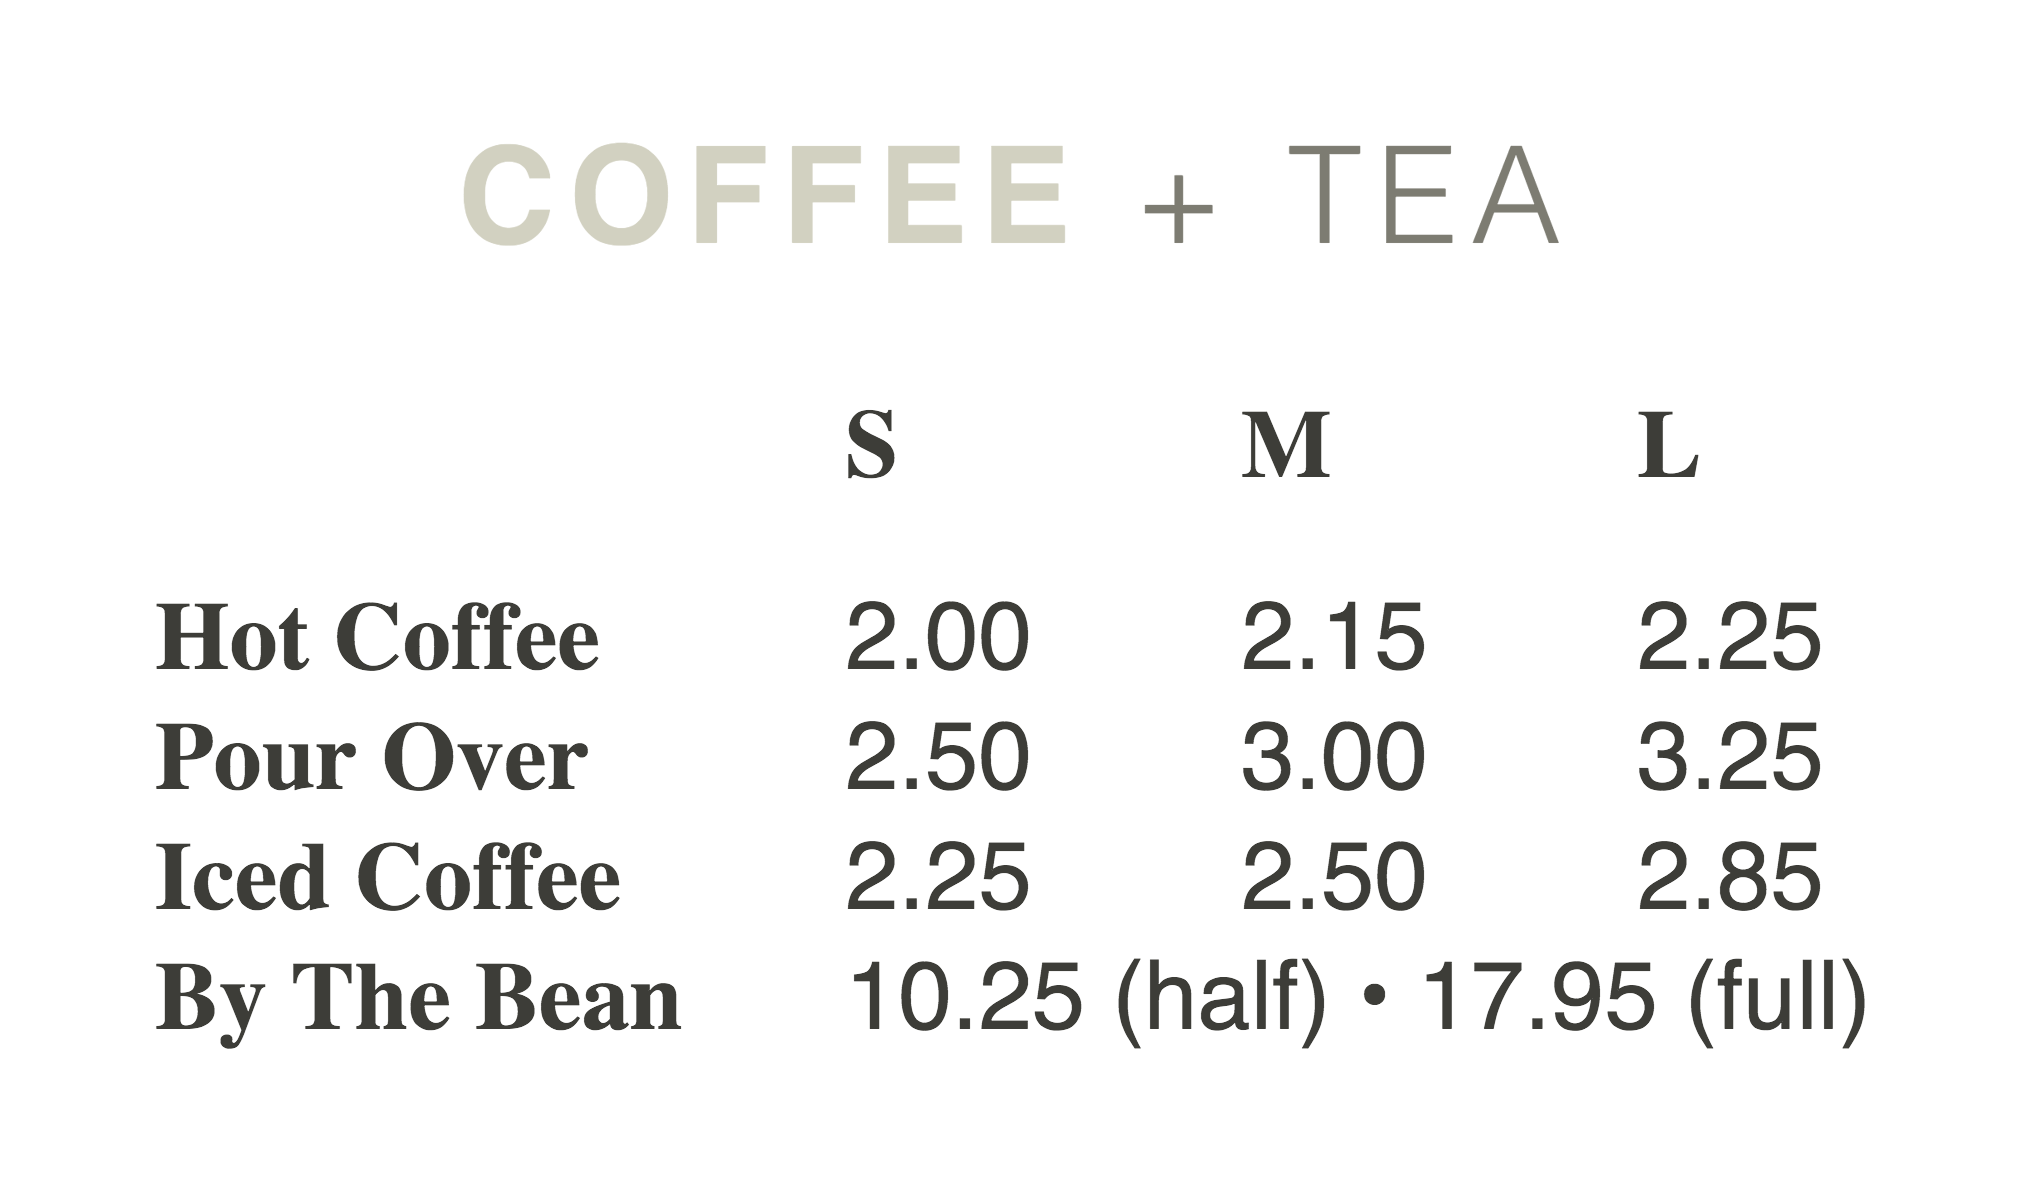 COFFEE + TEA
S M L
Hot Coffee 2.00 2.15 2.25
Pour Over 2.50 3.00 3.25
Iced Coffee 2.25 2.50 2.85
By The Bean 10.25 (half) • 17.95 (full)